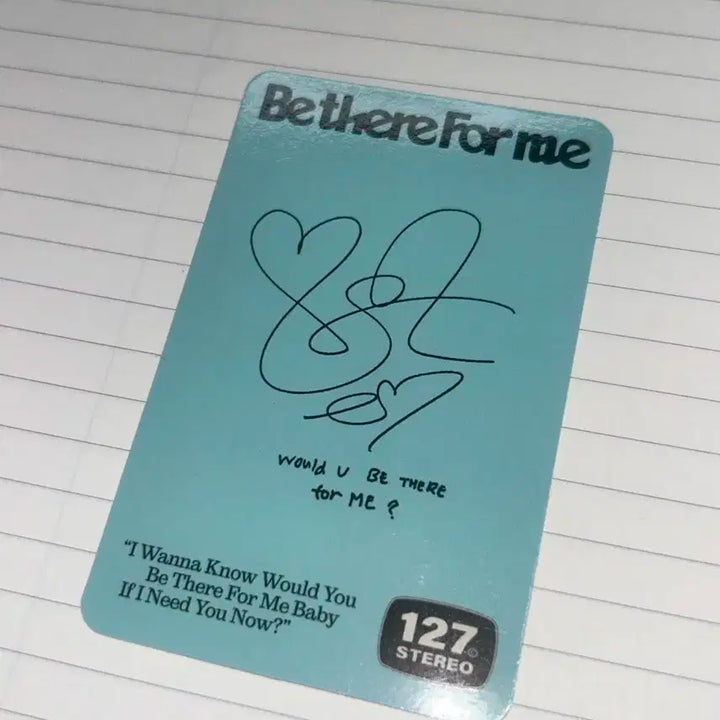 Be there For me
would U BE THERE
for ME ?
“I Wanna Know Would You
Be There For Me Baby
If I Need You Now?”
127
STEREO